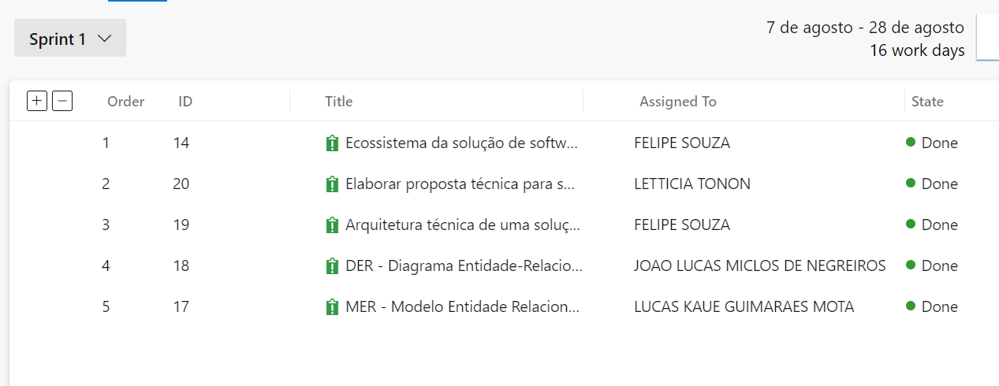 Sprint 1
7 de agosto - 28 de agosto
16 work days
Order ID Title Assigned To State
1 14 Ecossistema da solução de softw... FELIPE SOUZA Done
2 20 Elaborar proposta técnica para s... LETTICIA TONON Done
3 19 Arquitetura técnica de uma soluç... FELIPE SOUZA Done
4 18 DER - Diagrama Entidade-Relacio... JOAO LUCAS MICLOS DE NEGREIROS Done
5 17 MER - Modelo Entidade Relacion... LUCAS KAUE GUIMARAES MOTA Done